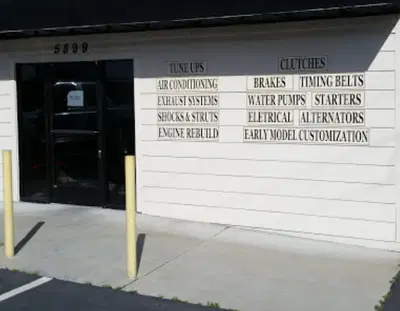 5899
TUNE UPS
AIR CONDITIONING
EXHAUST SYSTEMS
SHOCKS & STRUTS
ENGINE REBUILD
CLUTCHES
BRAKES TIMING BELTS
WATER PUMPS STARTERS
ELETRICAL ALTERNATORS
EARLY MODEL CUSTOMIZATION